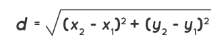 d = √(x₂ - x₁)² + (y₂ - y₁)²